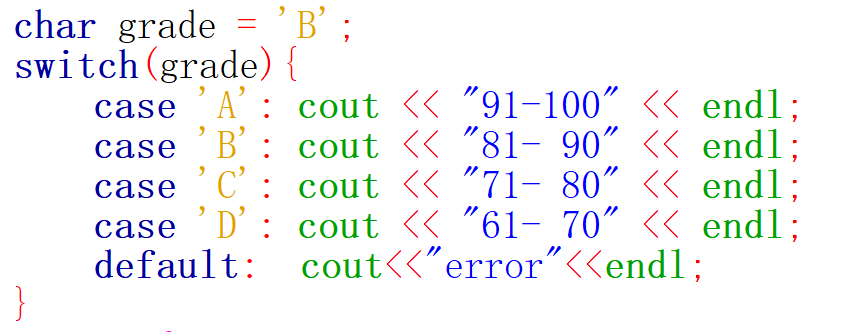 char grade = 'B';
switch(grade){
    case 'A': cout << "91-100" << endl;
    case 'B': cout << "81- 90" << endl;
    case 'C': cout << "71- 80" << endl;
    case 'D': cout << "61- 70" << endl;
    default:  cout<<"error"<<endl;
}